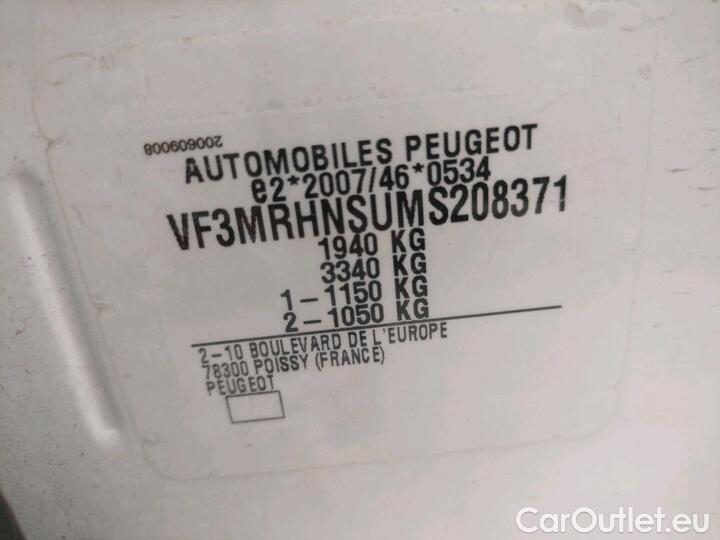 200609008
AUTOMOBILES PEUGEOT
e2*2007/46*0534
VF3MRHNSUMS208371
1940 KG
3340 KG
1-1150 KG
2-1050 KG
2-10 BOULEVARD DE L'EUROPE
78300 POISSY (FRANCE)
PEUGEOT
CarOutlet.eu